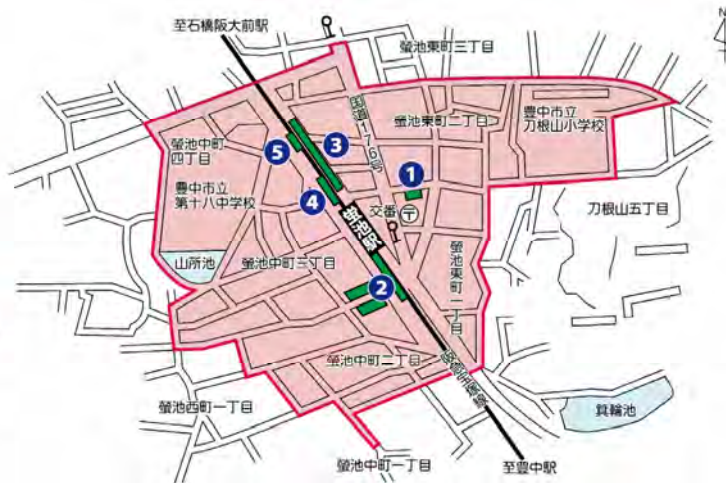 至石橋阪大前駅
N
螢池東町三丁目
国道176号
螢池東町二丁目
豊中市立
刀根山小学校
螢池中町
四丁目
5
3
1
豊中市立
第十八中学校
4
交番
〒
螢池駅
刀根山五丁目
山所池
螢池中町三丁目
螢池東町一丁目
2
螢池中町二丁目
阪急宝塚線
螢池西町一丁目
箕輪池
螢池中町一丁目
至豊中駅